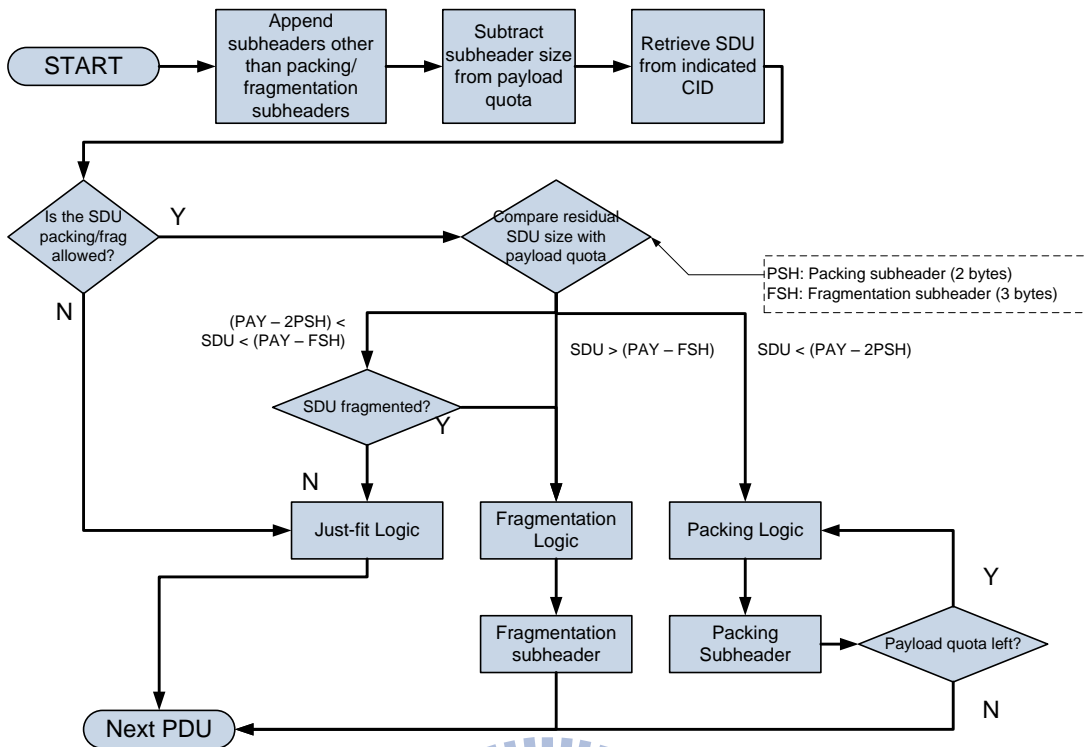 START
Append
subheaders other
than packing/
fragmentation
subheaders
Subtract
subheader size
from payload
quota
Retrieve SDU
from indicated
CID
Is the SDU
packing/frag
allowed?
Y
N
Compare residual
SDU size with
payload quota
PSH: Packing subheader (2 bytes)
FSH: Fragmentation subheader (3 bytes)
(PAY – 2PSH) <
SDU < (PAY – FSH)
SDU > (PAY – FSH)
SDU < (PAY – 2PSH)
SDU fragmented?
Y
N
Just-fit Logic
Fragmentation
Logic
Packing Logic
Y
Fragmentation
subheader
Packing
Subheader
Payload quota left?
N
Next PDU